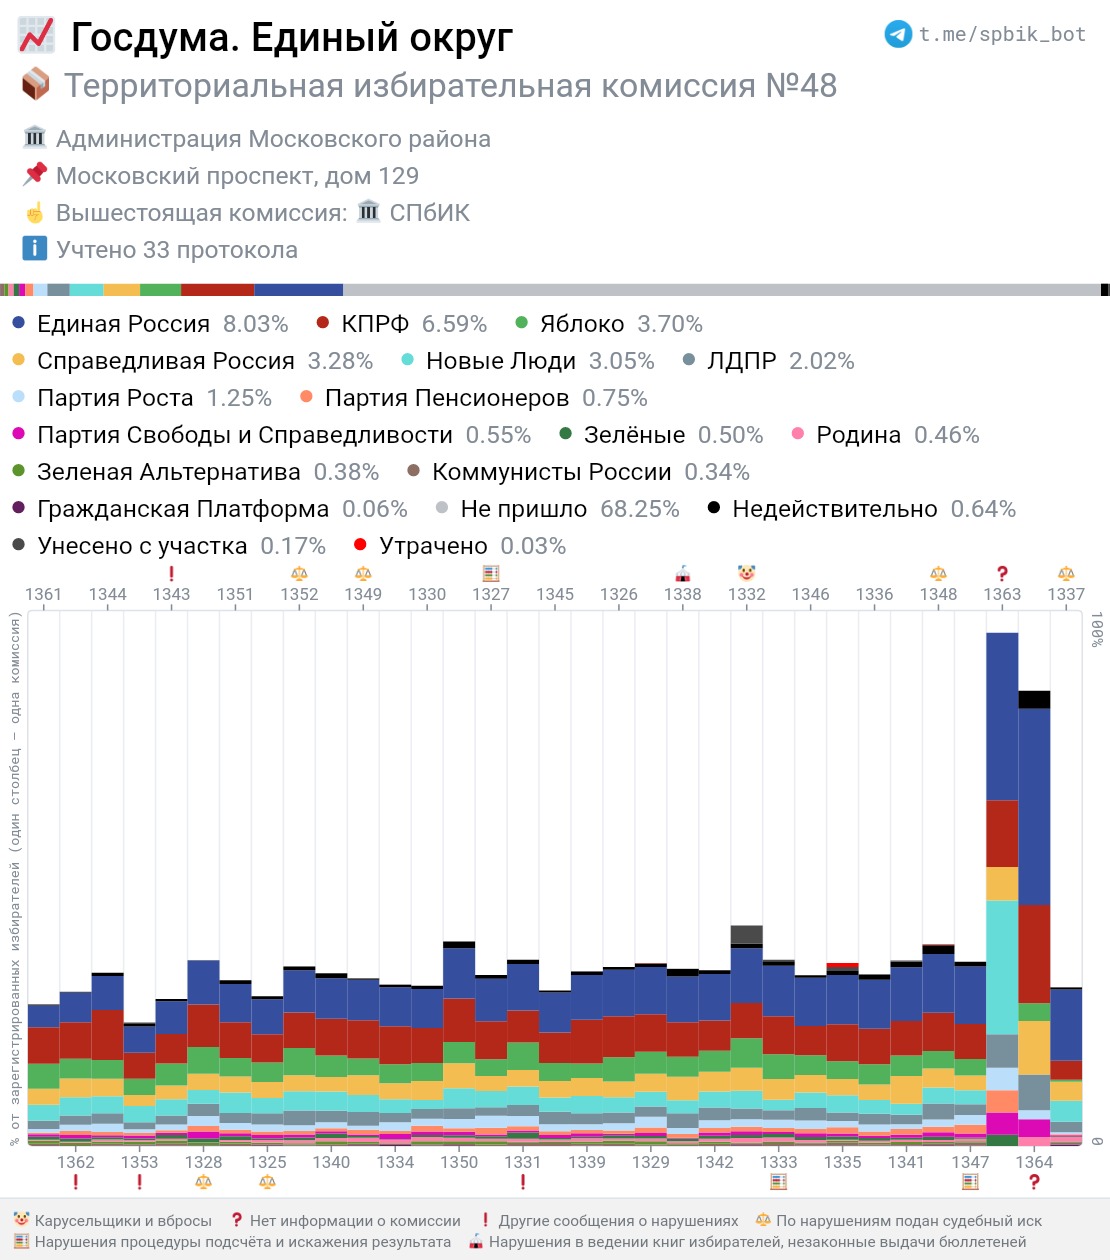 Госдума. Единый округ
t.me/spbik_bot
Территориальная избирательная комиссия №48
Администрация Московского района
Московский проспект, дом 129
Вышестоящая комиссия: СПбИК
Учтено 33 протокола
Единая Россия 8.03% КПРФ 6.59% Яблоко 3.70%
Справедливая Россия 3.28% Новые Люди 3.05% ЛДПР 2.02%
Партия Роста 1.25% Партия Пенсионеров 0.75%
Партия Свободы и Справедливости 0.55% Зелёные 0.50% Родина 0.46%
Зеленая Альтернатива 0.38% Коммунисты России 0.34%
Гражданская Платформа 0.06% Не пришло 68.25% Недействительно 0.64%
Унесено с участка 0.17% Утрачено 0.03%
1361 1344 1343 1351 1352 1349 1330 1327 1345 1326 1338 1332 1346 1336 1348 1363 1337
% от зарегистрированных избирателей (один столбец – одна комиссия)
100%
0
1362 1353 1328 1325 1340 1334 1350 1331 1339 1329 1342 1333 1335 1341 1347 1364
Карусельщики и вбросы Нет информации о комиссии Другие сообщения о нарушениях По нарушениям подан судебный иск
Нарушения процедуры подсчёта и искажения результата Нарушения в ведении книг избирателей, незаконные выдачи бюллетеней